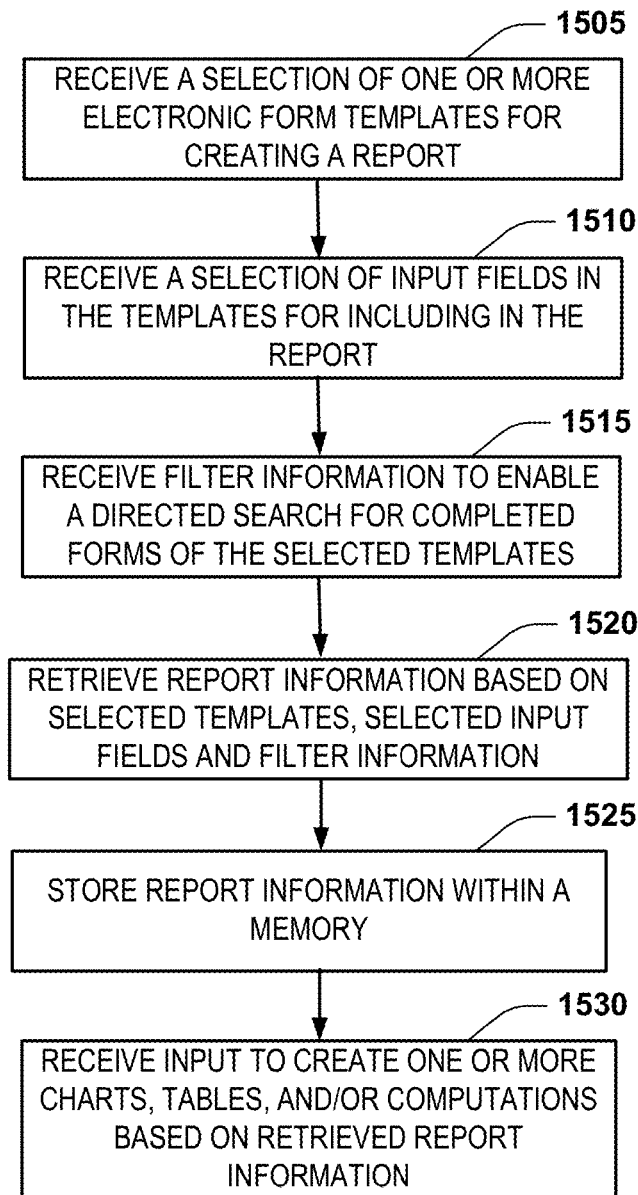 1505
RECEIVE A SELECTION OF ONE OR MORE
ELECTRONIC FORM TEMPLATES FOR
CREATING A REPORT
1510
RECEIVE A SELECTION OF INPUT FIELDS IN
THE TEMPLATES FOR INCLUDING IN THE
REPORT
1515
RECEIVE FILTER INFORMATION TO ENABLE
A DIRECTED SEARCH FOR COMPLETED
FORMS OF THE SELECTED TEMPLATES
1520
RETRIEVE REPORT INFORMATION BASED ON
SELECTED TEMPLATES, SELECTED INPUT
FIELDS AND FILTER INFORMATION
1525
STORE REPORT INFORMATION WITHIN A
MEMORY
1530
RECEIVE INPUT TO CREATE ONE OR MORE
CHARTS, TABLES, AND/OR COMPUTATIONS
BASED ON RETRIEVED REPORT
INFORMATION